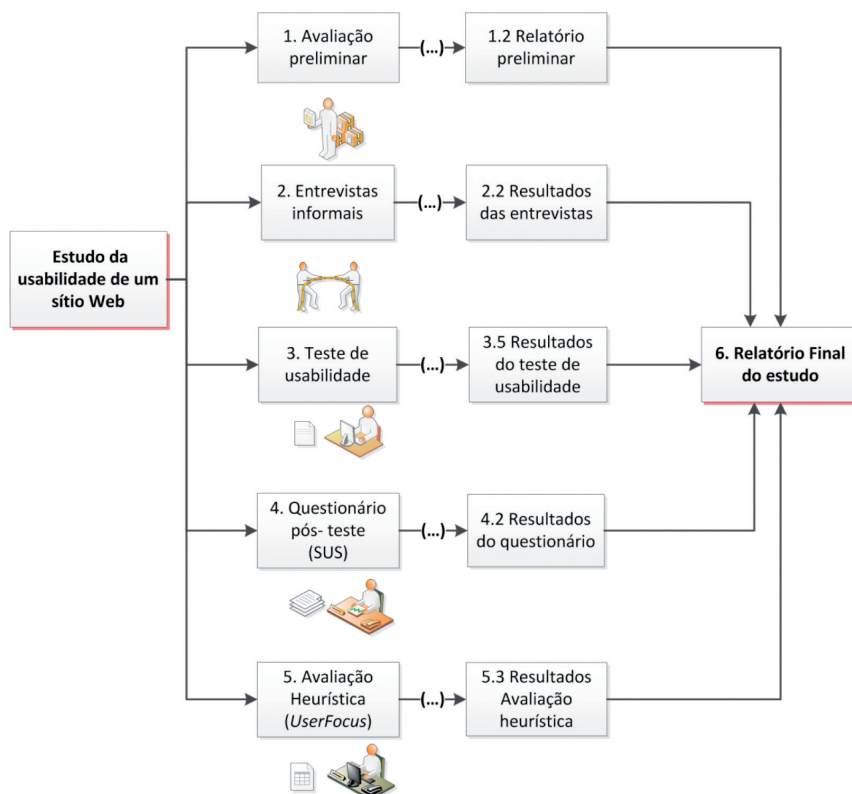 Estudo da
usabilidade de um
sítio Web
1. Avaliação
preliminar
(...)
1.2 Relatório
preliminar
2. Entrevistas
informais
(...)
2.2 Resultados
das entrevistas
3. Teste de
usabilidade
(...)
3.5 Resultados
do teste de
usabilidade
4. Questionário
pós- teste
(SUS)
(...)
4.2 Resultados
do questionário
5. Avaliação
Heurística
(UserFocus)
(...)
5.3 Resultados
Avaliação
heurística
6. Relatório Final
do estudo